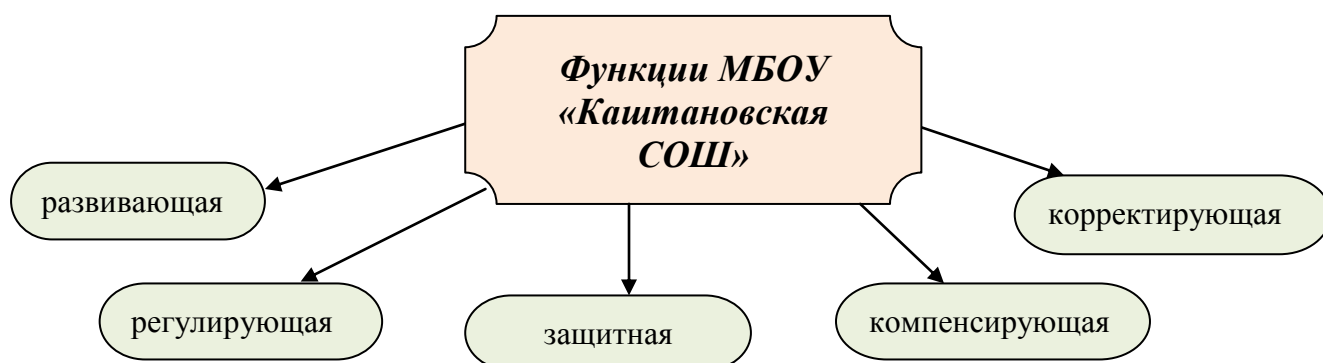 Функции МБОУ
«Каштановская
СОШ»
развивающая
корректирующая
регулирующая
защитная
компенсирующая